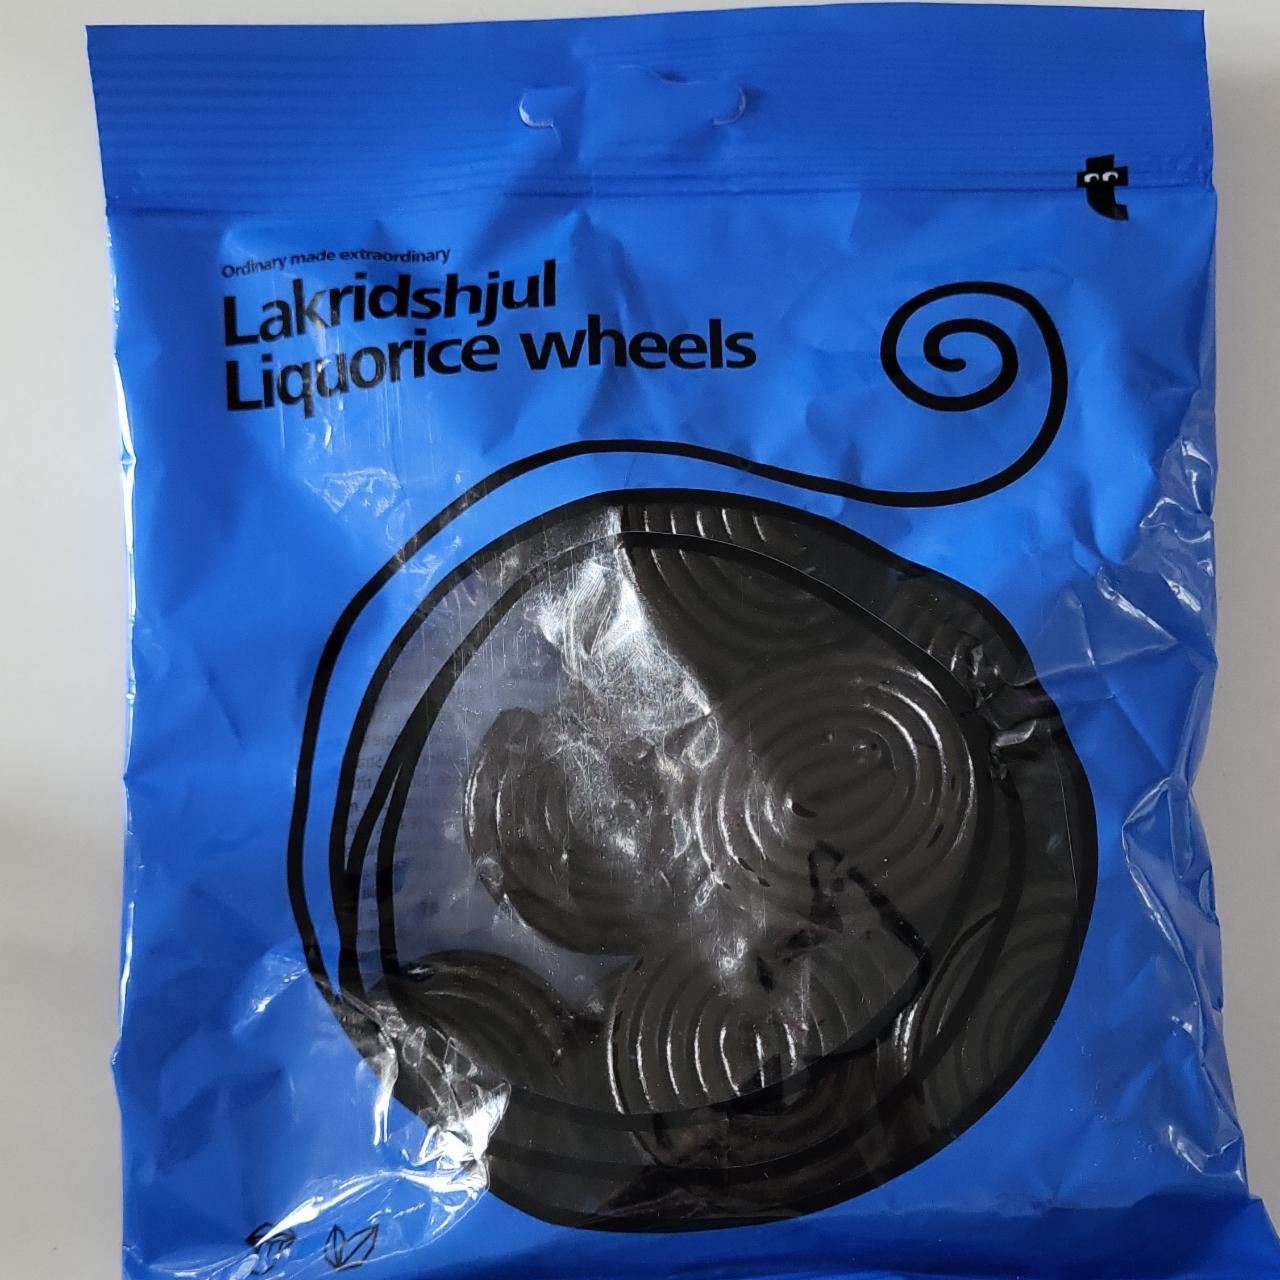 t
Ordinary made extraordinary
Lakridshjul
Liquorice wheels